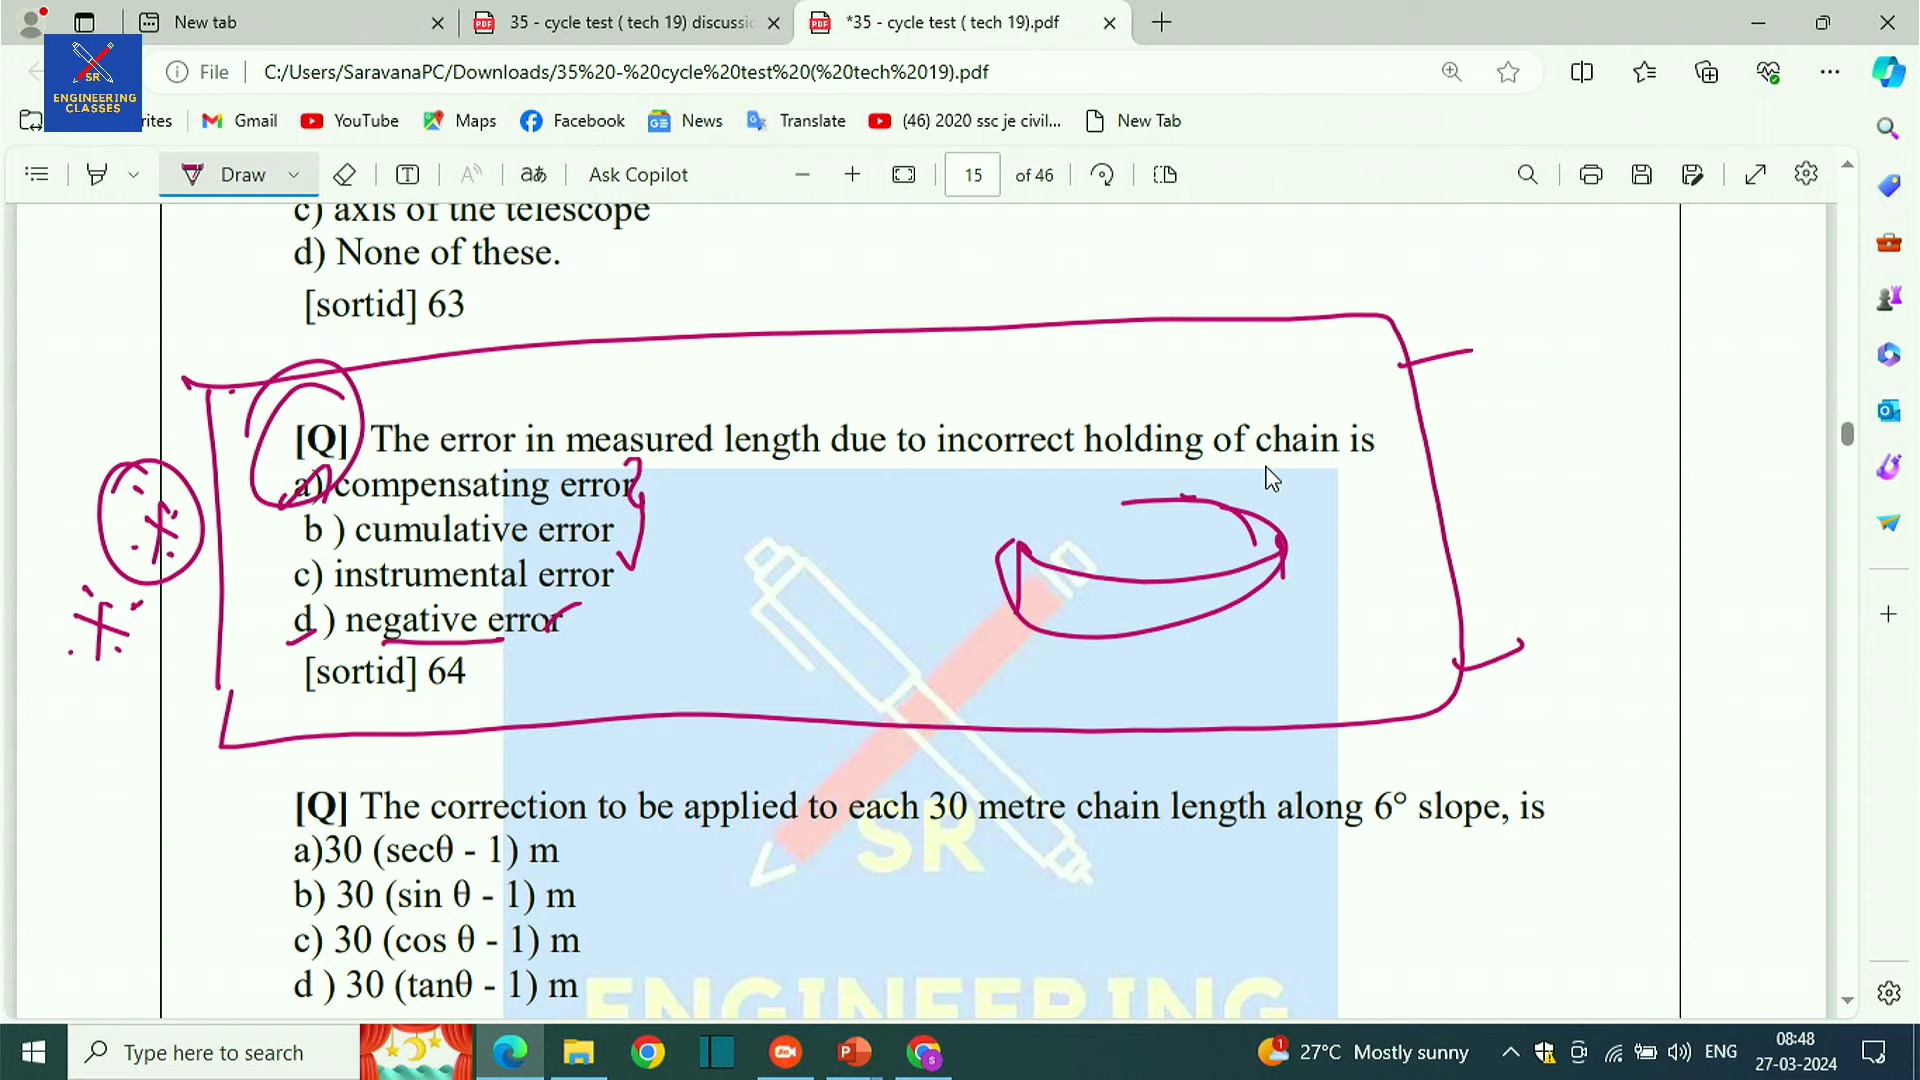 New tab
35 - cycle test ( tech 19) discussi
*35 - cycle test ( tech 19).pdf
SR
ENGINEERING
CLASSES
File
C:/Users/SaravanaPC/Downloads/35%20-%20cycle%20test%20(%20tech%2019).pdf
rites
Gmail
YouTube
Maps
Facebook
News
Translate
(46) 2020 ssc je civil...
New Tab
Draw
Ask Copilot
15
of 46
c) axis of the telescope
d) None of these.
[sortid] 63
[Q] The error in measured length due to incorrect holding of chain is
a) compensating error
b ) cumulative error
c) instrumental error
d ) negative error
[sortid] 64
[Q] The correction to be applied to each 30 metre chain length along 6° slope, is
a)30 (secθ - 1) m
b) 30 (sin θ - 1) m
c) 30 (cos θ - 1) m
d ) 30 (tanθ - 1) m
SR
ENGINEERING
Type here to search
27°C Mostly sunny
ENG
08:48
27-03-2024